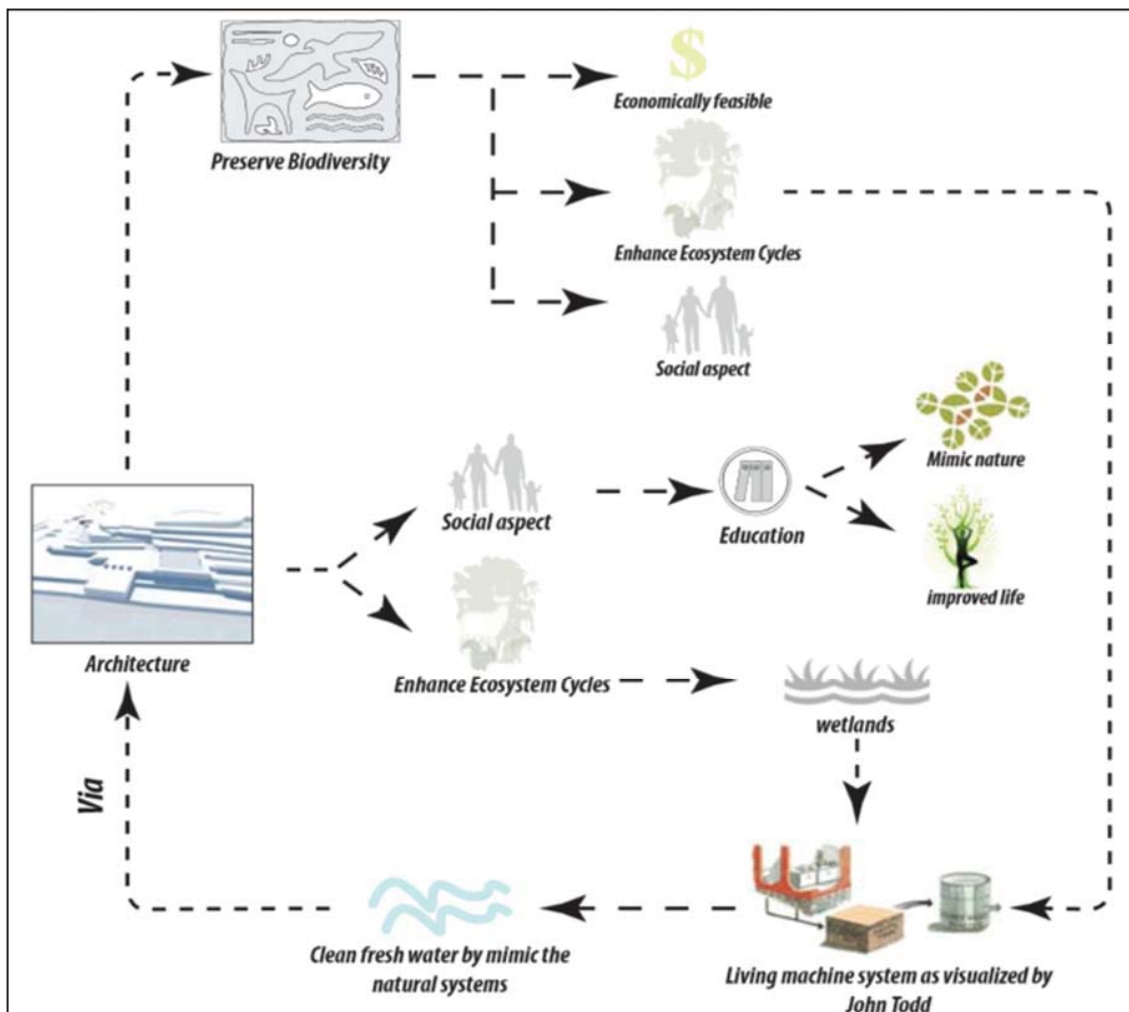 $
Economically feasible
Preserve Biodiversity
Enhance Ecosystem Cycles
Social aspect
Mimic nature
Social aspect
Education
improved life
Architecture
Enhance Ecosystem Cycles
wetlands
Via
Clean fresh water by mimic the
natural systems
Living machine system as visualized by
John Todd